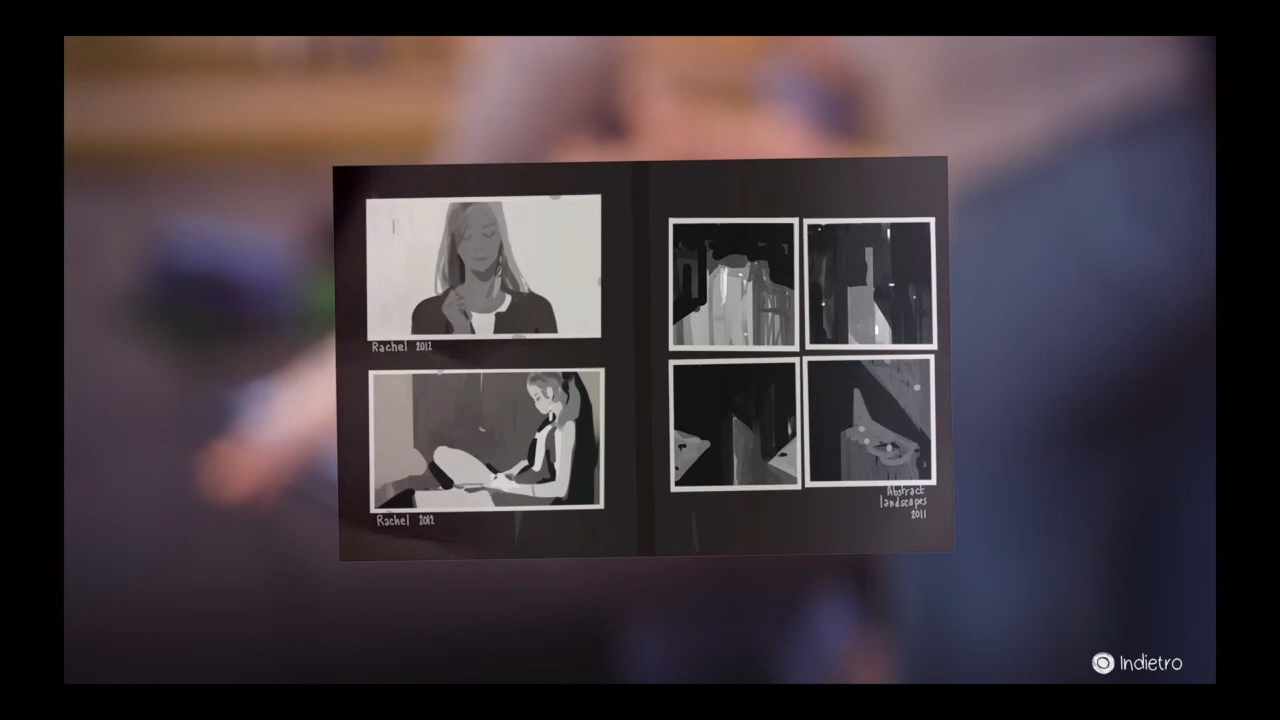 Rachel 2012
Rachel 2012
Abstract
landscapes
2011
Indietro